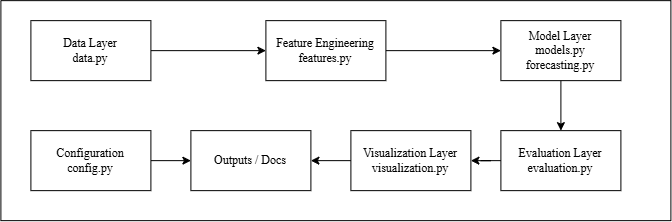 Data Layer
data.py
Feature Engineering
features.py
Model Layer
models.py
forecasting.py
Configuration
config.py
Outputs / Docs
Visualization Layer
visualization.py
Evaluation Layer
evaluation.py